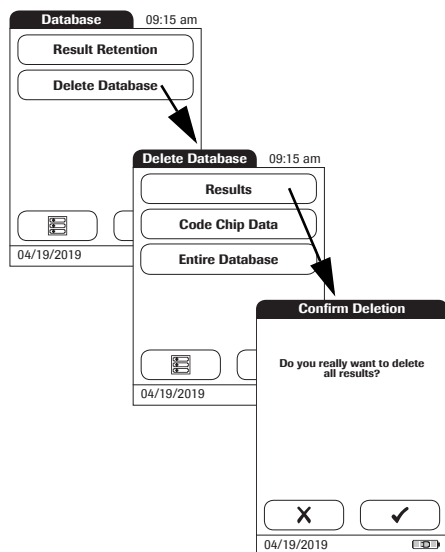 Database 09:15 am
Result Retention
Delete Database
04/19/2019
Delete Database 09:15 am
Results
Code Chip Data
Entire Database
04/19/2019
Confirm Deletion
Do you really want to delete
all results?
04/19/2019